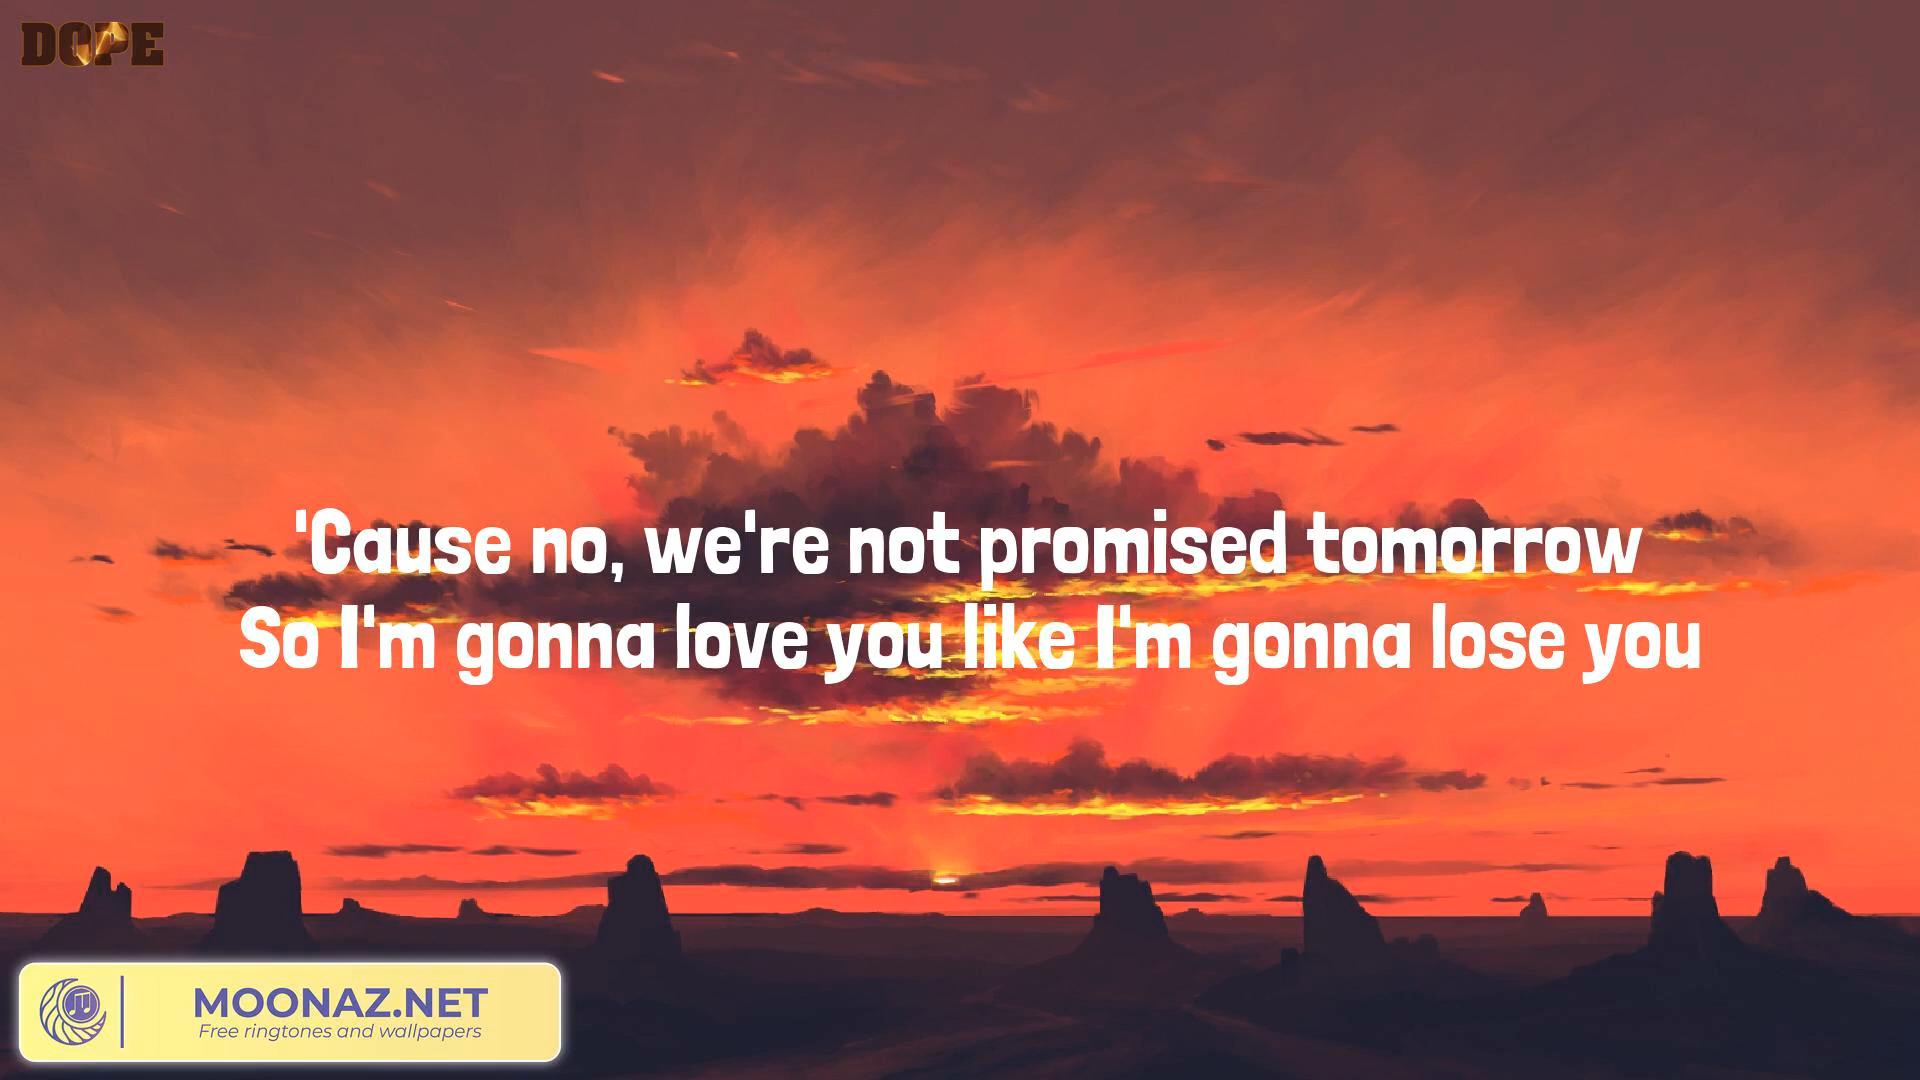 DOPE
'Cause no, we're not promised tomorrow
So I'm gonna love you like I'm gonna lose you
MOONAZ.NET
Free ringtones and wallpapers